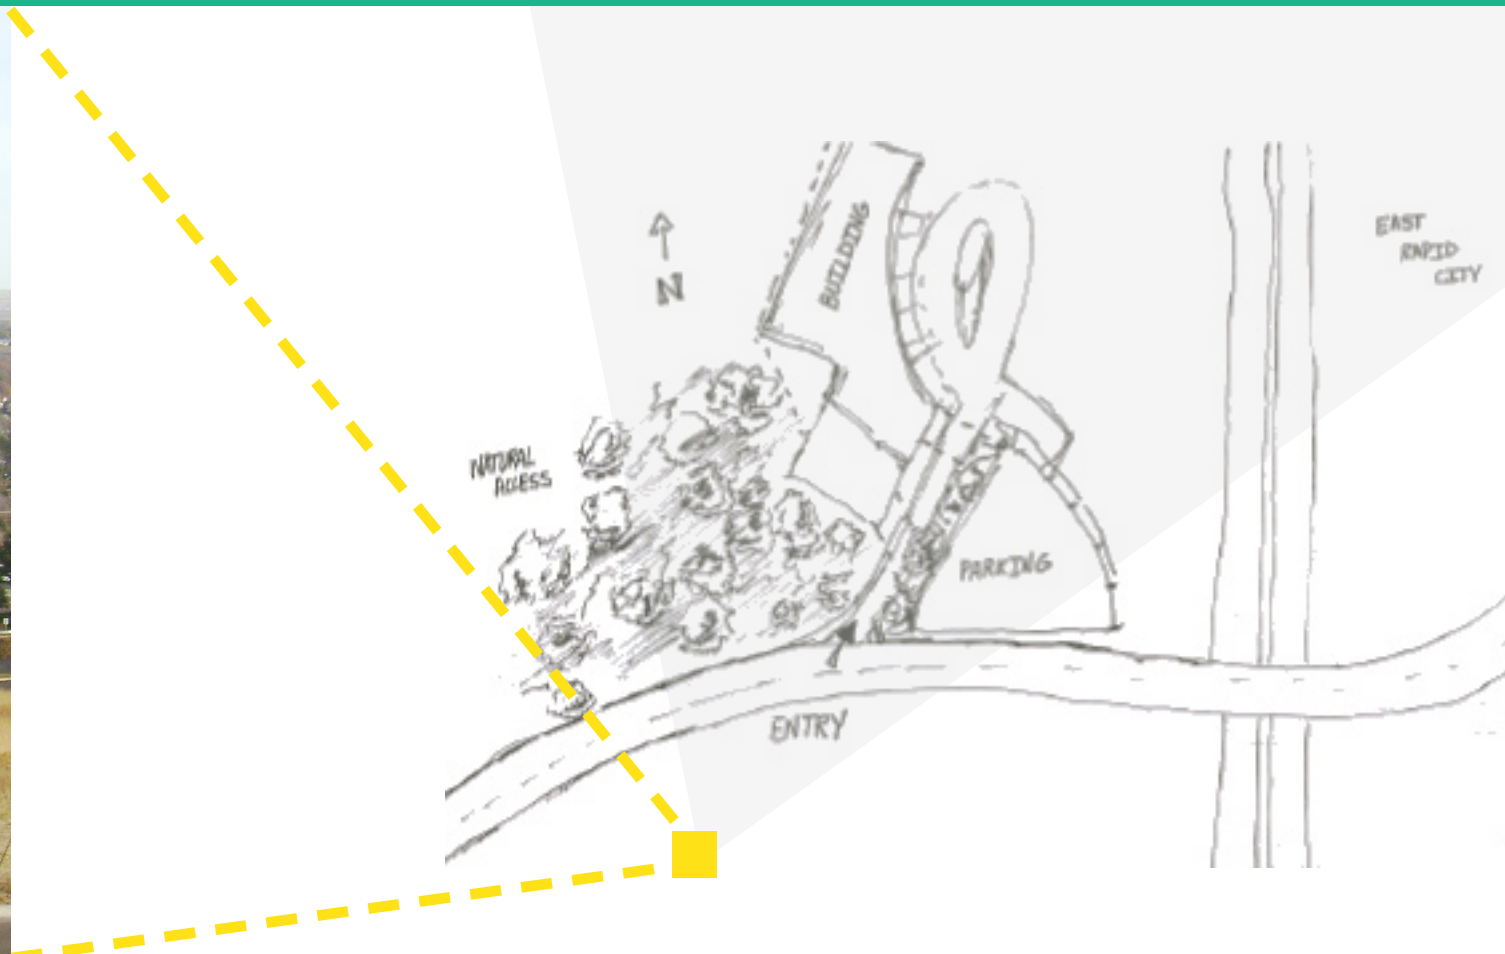 EAST
RAPID
CITY
BUILDING
N
NATURAL
ACCESS
PARKING
ENTRY